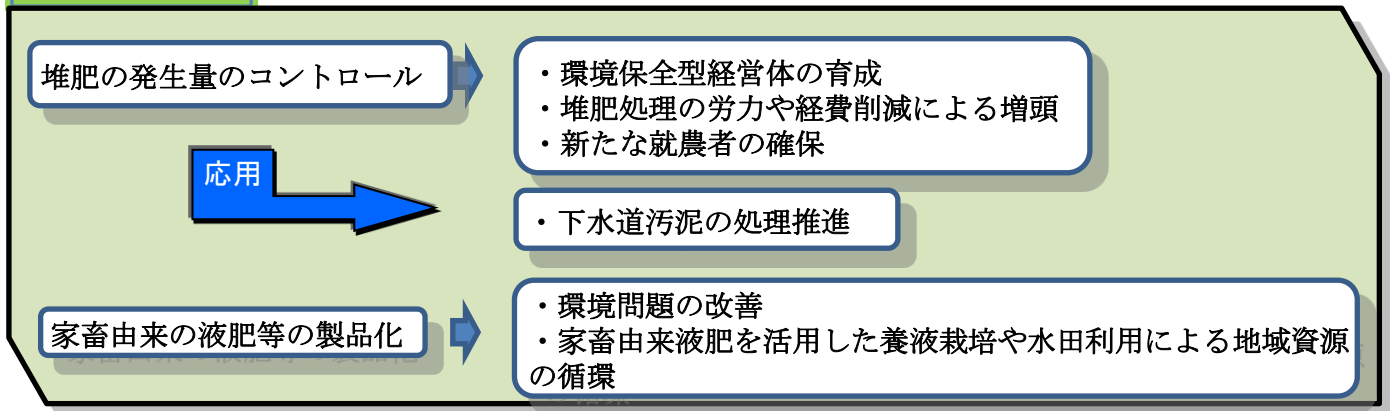 堆肥の発生量のコントロール
・環境保全型経営体の育成
・堆肥処理の労力や経費削減による増頭
・新たな就農者の確保
応用
・下水道汚泥の処理推進
家畜由来の液肥等の製品化
・環境問題の改善
・家畜由来液肥を活用した養液栽培や水田利用による地域資源
の循環